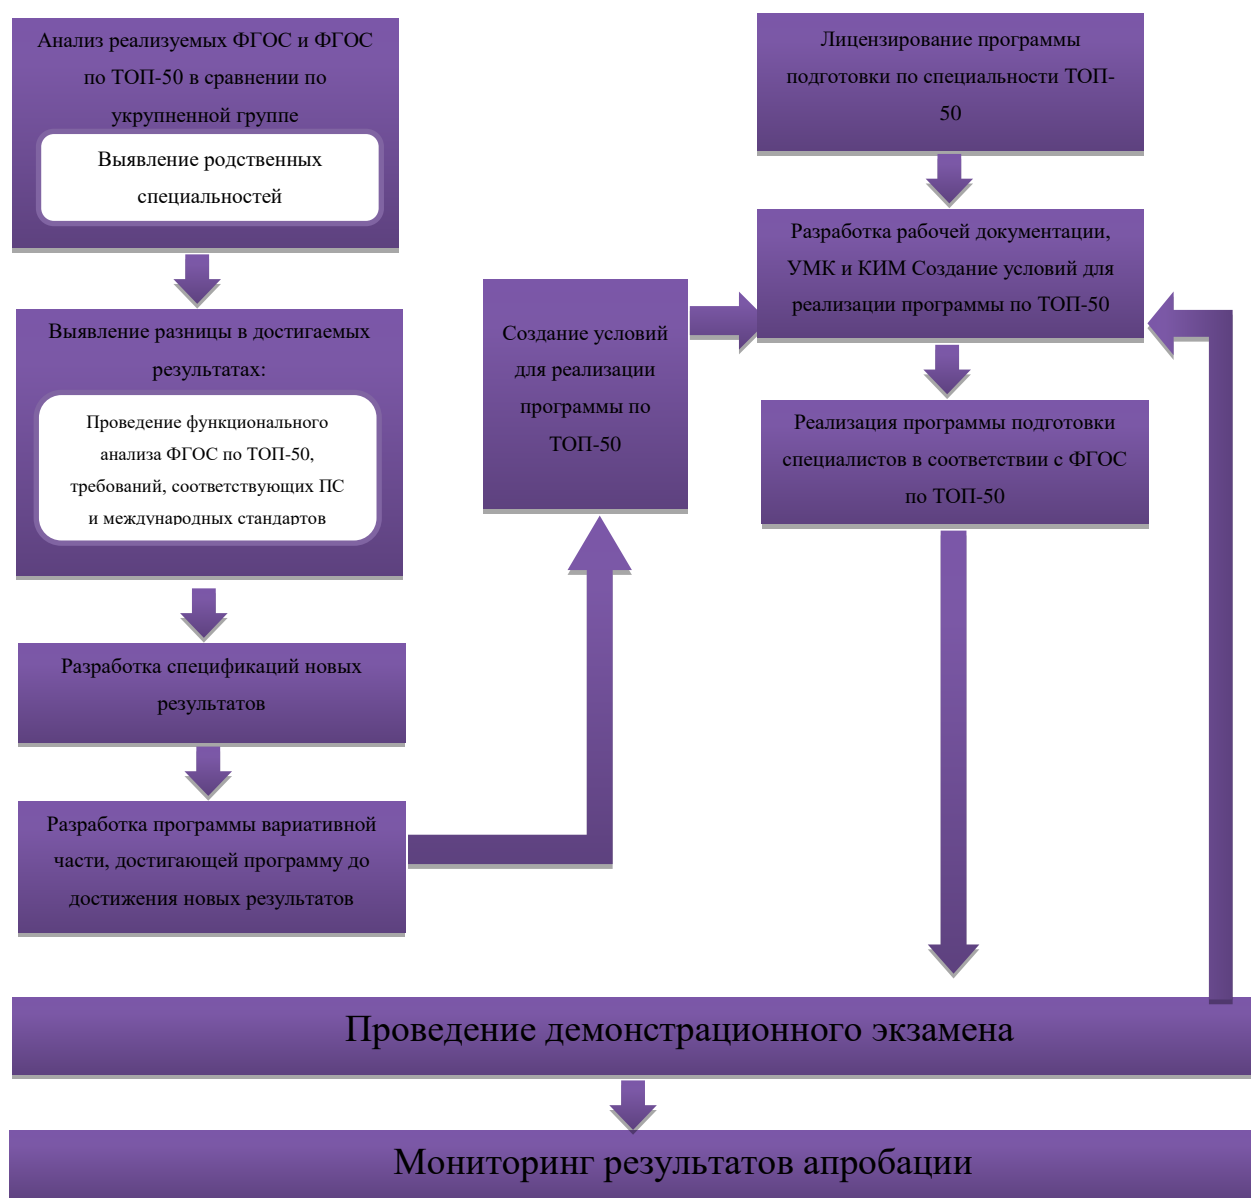 Анализ реализуемых ФГОС и ФГОС
по ТОП-50 в сравнении по
укрупненной группе
Выявление родственных
специальностей
Выявление разницы в достигаемых
результатах:
Проведение функционального
анализа ФГОС по ТОП-50,
требований, соответствующих ПС
и международных стандартов
Разработка спецификаций новых
результатов
Разработка программы вариативной
части, достигающей программу до
достижения новых результатов
Создание условий
для реализации
программы по
ТОП-50
Лицензирование программы
подготовки по специальности ТОП-
50
Разработка рабочей документации,
УМК и КИМ Создание условий для
реализации программы по ТОП-50
Реализация программы подготовки
специалистов в соответствии с ФГОС
по ТОП-50
Проведение демонстрационного экзамена
Мониторинг результатов апробации